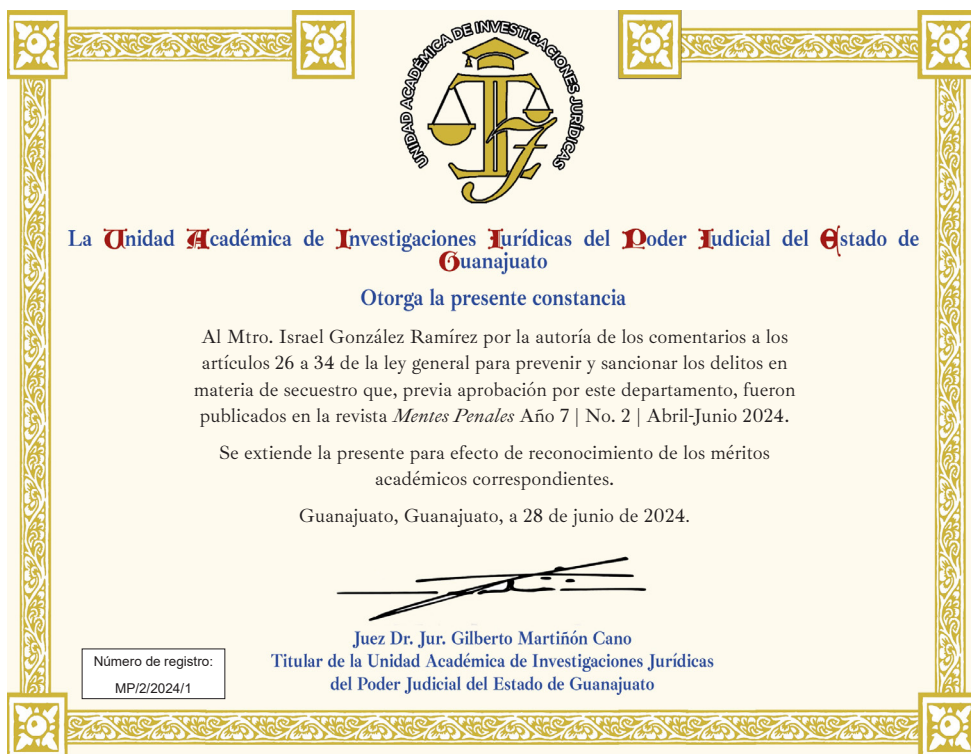 UNIDAD ACADÉMICA DE INVESTIGACIONES JURÍDICAS
La Unidad Académica de Investigaciones Jurídicas del Poder Judicial del Estado de
Guanajuato
Otorga la presente constancia
Al Mtro. Israel González Ramírez por la autoría de los comentarios a los
artículos 26 a 34 de la ley general para prevenir y sancionar los delitos en
materia de secuestro que, previa aprobación por este departamento, fueron
publicados en la revista Mentes Penales Año 7 | No. 2 | Abril-Junio 2024.
Se extiende la presente para efecto de reconocimiento de los méritos
académicos correspondientes.
Guanajuato, Guanajuato, a 28 de junio de 2024.
Juez Dr. Jur. Gilberto Martiñón Cano
Titular de la Unidad Académica de Investigaciones Jurídicas
del Poder Judicial del Estado de Guanajuato
Número de registro:
MP/2/2024/1